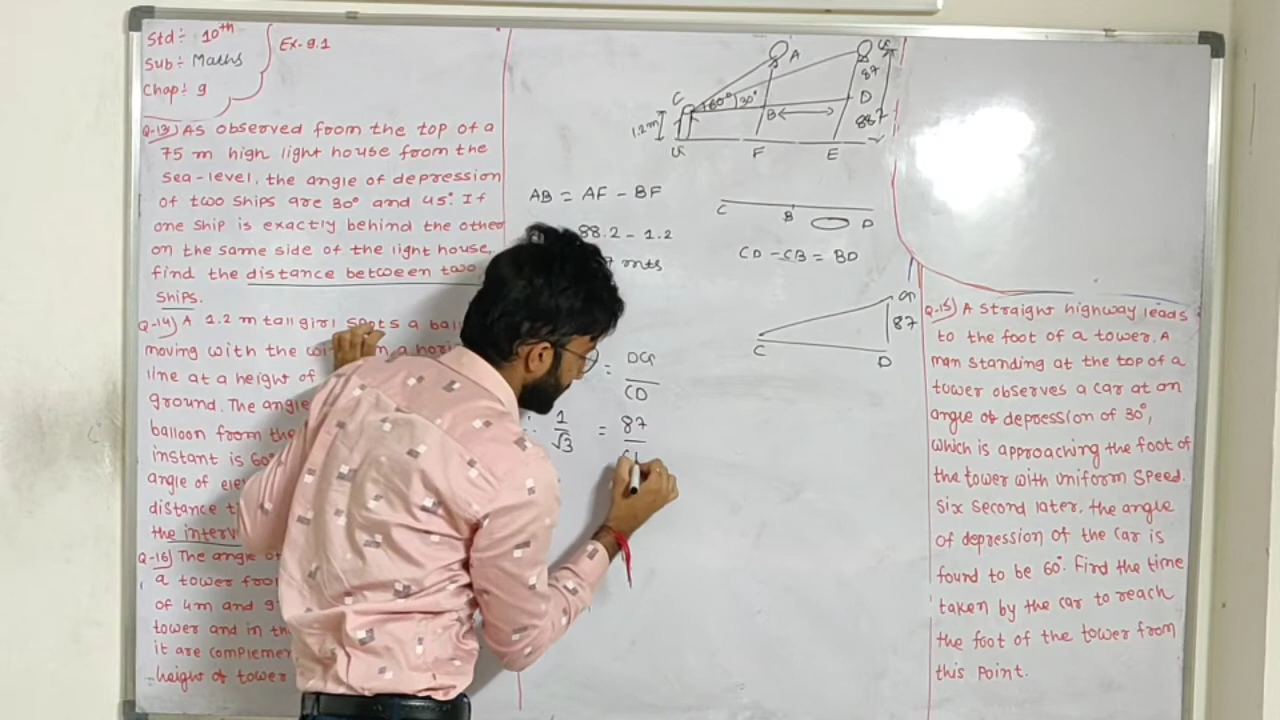 Std : 10th
Sub : Maths
Chap : 9
Ex-9.1
Q-13) As observed from the top of a
75 m high light house from the
sea-level, the angle of depression
of two ships are 30° and 45°. If
one ship is exactly behind the other
on the same side of the light house,
find the distance between two
ships.
Q-14) A 1.2 m tall girl spots a
moving with the
line at a height of
ground. The
balloon from the
instant is 60°
angle of
distance
the
Q-16) The angle
a tower
of 4m and 9
tower and in
it are
height of tower
A
C
60°
30°
87
D
B
88.2
1.2m
F
E
AB = AF - BF
88.2 - 1.2
mts
C
B
D
CD - CB = BD
87
C
D
= DG
CD
1
√3
= 87
Q-15) A straight highway leads
to the foot of a tower. A
man standing at the top of a
tower observes a car at an
angle of depression of 30°,
which is approaching the foot of
the tower with uniform speed.
Six second later, the angle
of depression of the car is
found to be 60°. Find the time
taken by the car to reach
the foot of the tower from
this point.